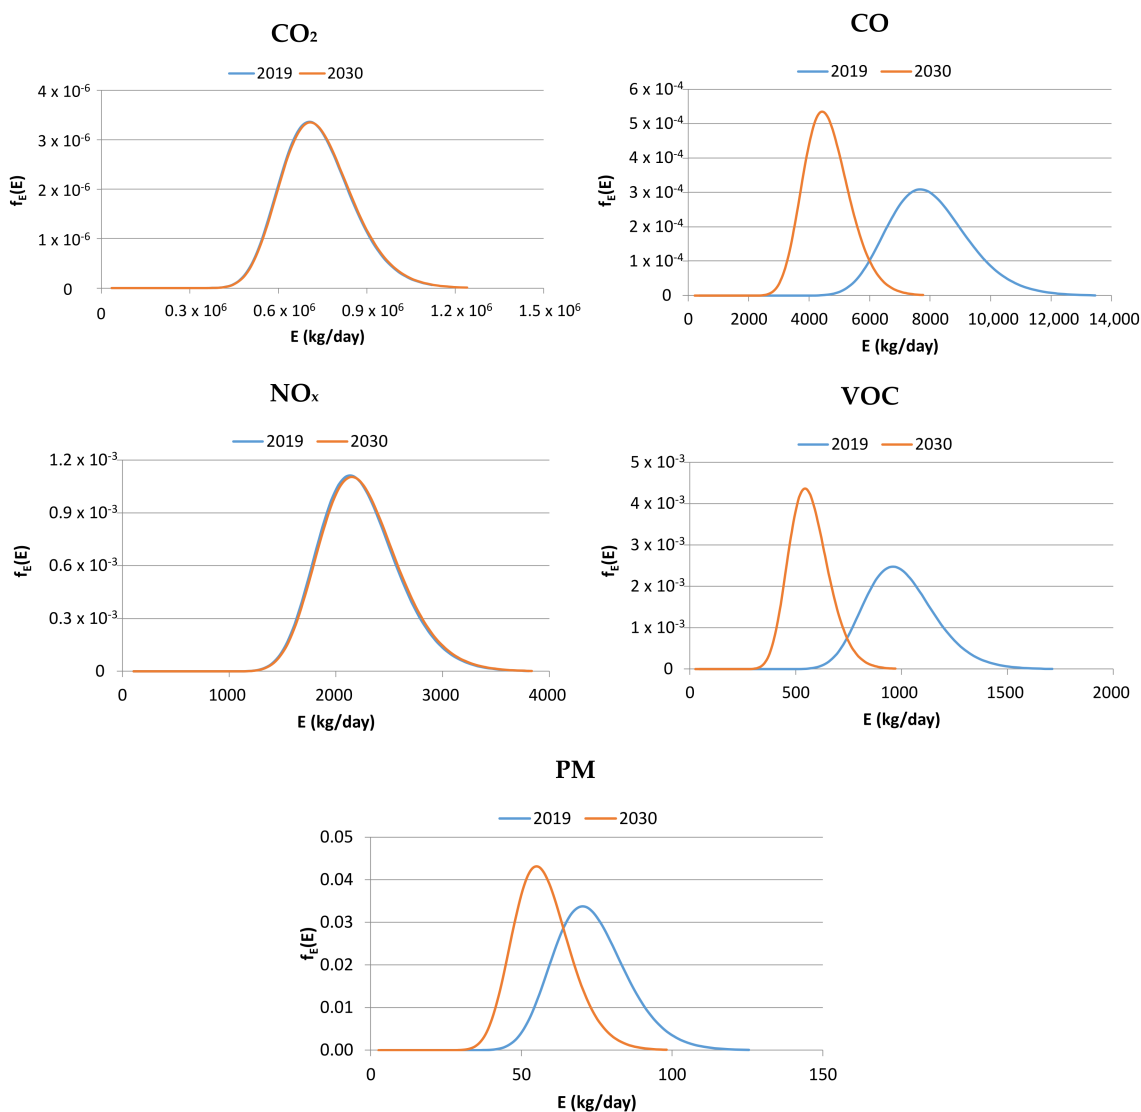 CO₂
2019 2030
4 x 10⁻⁶
3 x 10⁻⁶
2 x 10⁻⁶
1 x 10⁻⁶
0
fE(E)
0 0.3 x 10⁶ 0.6 x 10⁶ 0.9 x 10⁶ 1.2 x 10⁶ 1.5 x 10⁶
E (kg/day)
CO
2019 2030
6 x 10⁻⁴
5 x 10⁻⁴
4 x 10⁻⁴
3 x 10⁻⁴
2 x 10⁻⁴
1 x 10⁻⁴
0
fE(E)
0 2000 4000 6000 8000 10,000 12,000 14,000
E (kg/day)
NOₓ
2019 2030
1.2 x 10⁻³
0.9 x 10⁻³
0.6 x 10⁻³
0.3 x 10⁻³
0
fE(E)
0 1000 2000 3000 4000
E (kg/day)
VOC
2019 2030
5 x 10⁻³
4 x 10⁻³
3 x 10⁻³
2 x 10⁻³
1 x 10⁻³
0
fE(E)
0 500 1000 1500 2000
E (kg/day)
PM
2019 2030
0.05
0.04
0.03
0.02
0.01
0.00
fE(E)
0 50 100 150
E (kg/day)